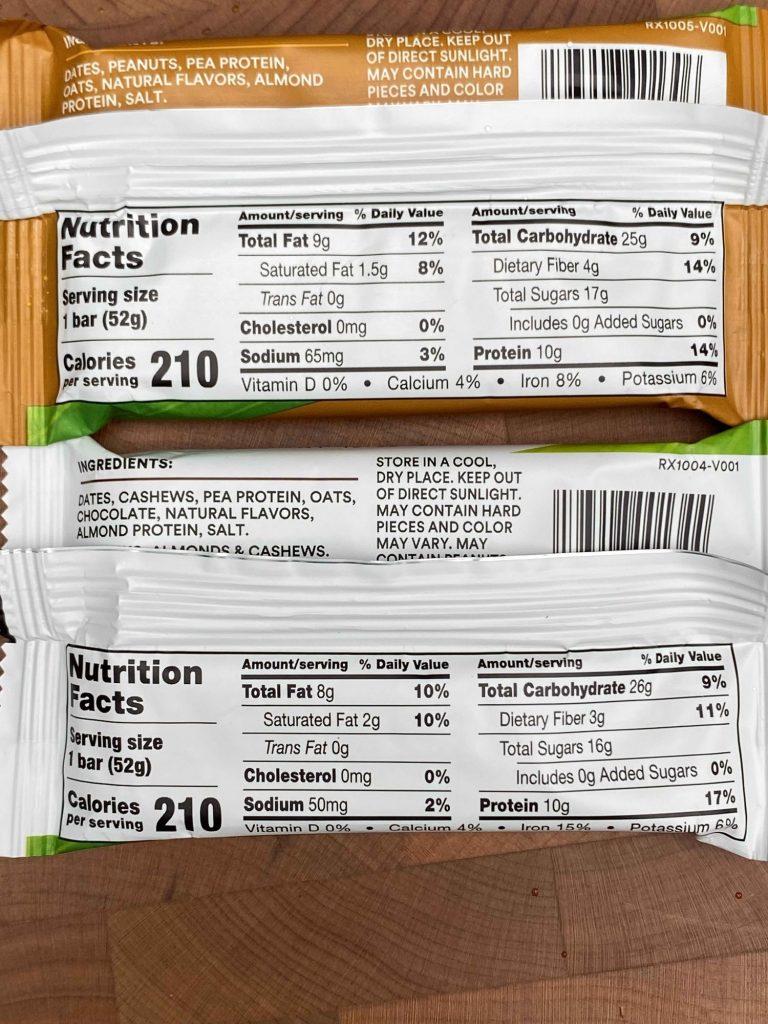 RX1005-V001
DRY PLACE. KEEP OUT
OF DIRECT SUNLIGHT.
MAY CONTAIN HARD
PIECES AND COLOR
DATES, PEANUTS, PEA PROTEIN,
OATS, NATURAL FLAVORS, ALMOND
PROTEIN, SALT.
Nutrition
Facts
Serving size
1 bar (52g)
Calories 210
per serving
Amount/serving % Daily Value
Total Fat 9g 12%
Saturated Fat 1.5g 8%
Trans Fat 0g
Cholesterol 0mg 0%
Sodium 65mg 3%
Amount/serving % Daily Value
Total Carbohydrate 25g 9%
Dietary Fiber 4g 14%
Total Sugars 17g
Includes 0g Added Sugars 0%
Protein 10g 14%
Vitamin D 0% • Calcium 4% • Iron 8% • Potassium 6%
INGREDIENTS:
DATES, CASHEWS, PEA PROTEIN, OATS,
CHOCOLATE, NATURAL FLAVORS,
ALMOND PROTEIN, SALT.
ALMONDS & CASHEWS.
STORE IN A COOL,
DRY PLACE. KEEP OUT
OF DIRECT SUNLIGHT.
MAY CONTAIN HARD
PIECES AND COLOR
MAY VARY. MAY
CONTAIN PEANUTS
RX1004-V001
Nutrition
Facts
Serving size
1 bar (52g)
Calories 210
per serving
Amount/serving % Daily Value
Total Fat 8g 10%
Saturated Fat 2g 10%
Trans Fat 0g
Cholesterol 0mg 0%
Sodium 50mg 2%
Amount/serving % Daily Value
Total Carbohydrate 26g 9%
Dietary Fiber 3g 11%
Total Sugars 16g
Includes 0g Added Sugars 0%
Protein 10g 17%
Vitamin D 0% • Calcium 4% • Iron 15% • Potassium 6%